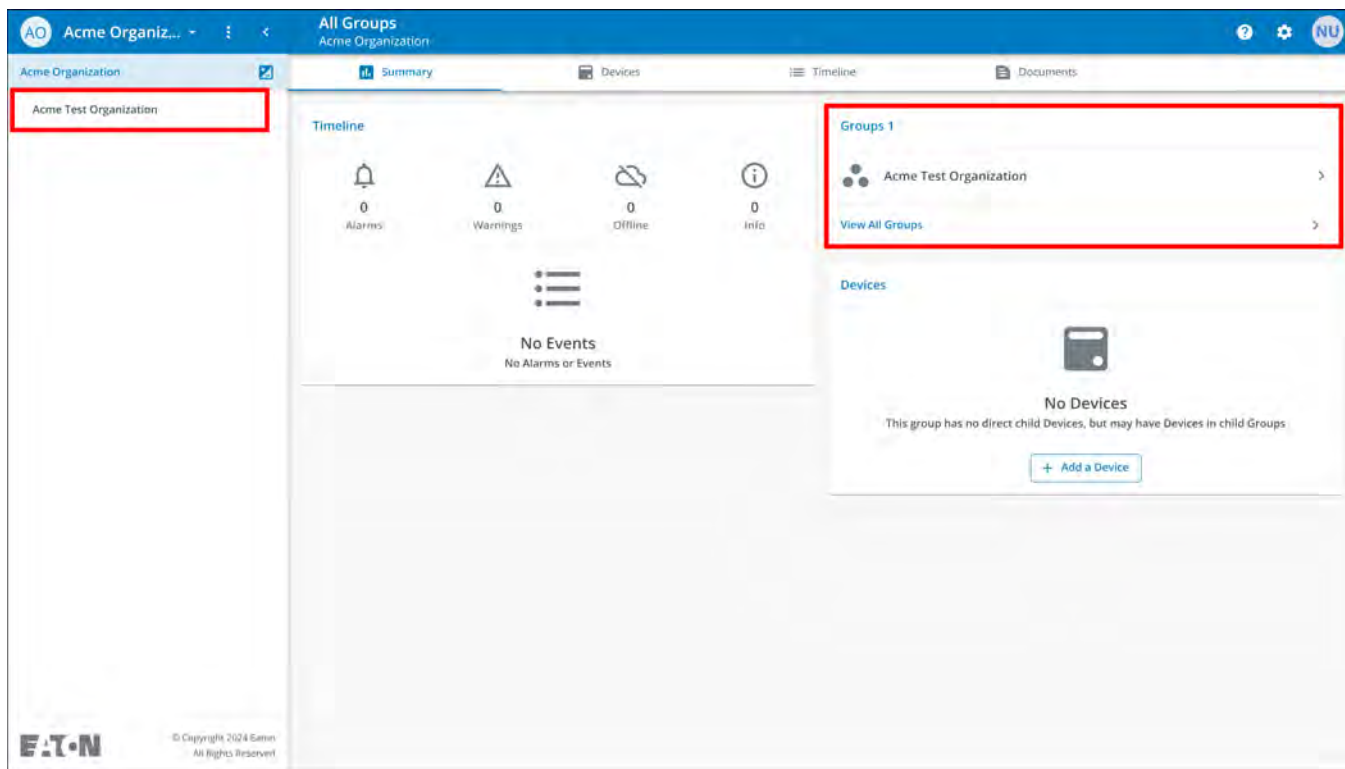 AO Acme Organiz...
All Groups
Acme Organization
NU
Acme Organization
Summary Devices Timeline Documents
Acme Test Organization
Timeline
0 0 0 0
Alarms Warnings Offline Info
No Events
No Alarms or Events
Groups 1
Acme Test Organization
View All Groups
Devices
No Devices
This group has no direct child Devices, but may have Devices in child Groups
+ Add a Device
EATON
© Copyright 2024 Eaton
All Rights Reserved